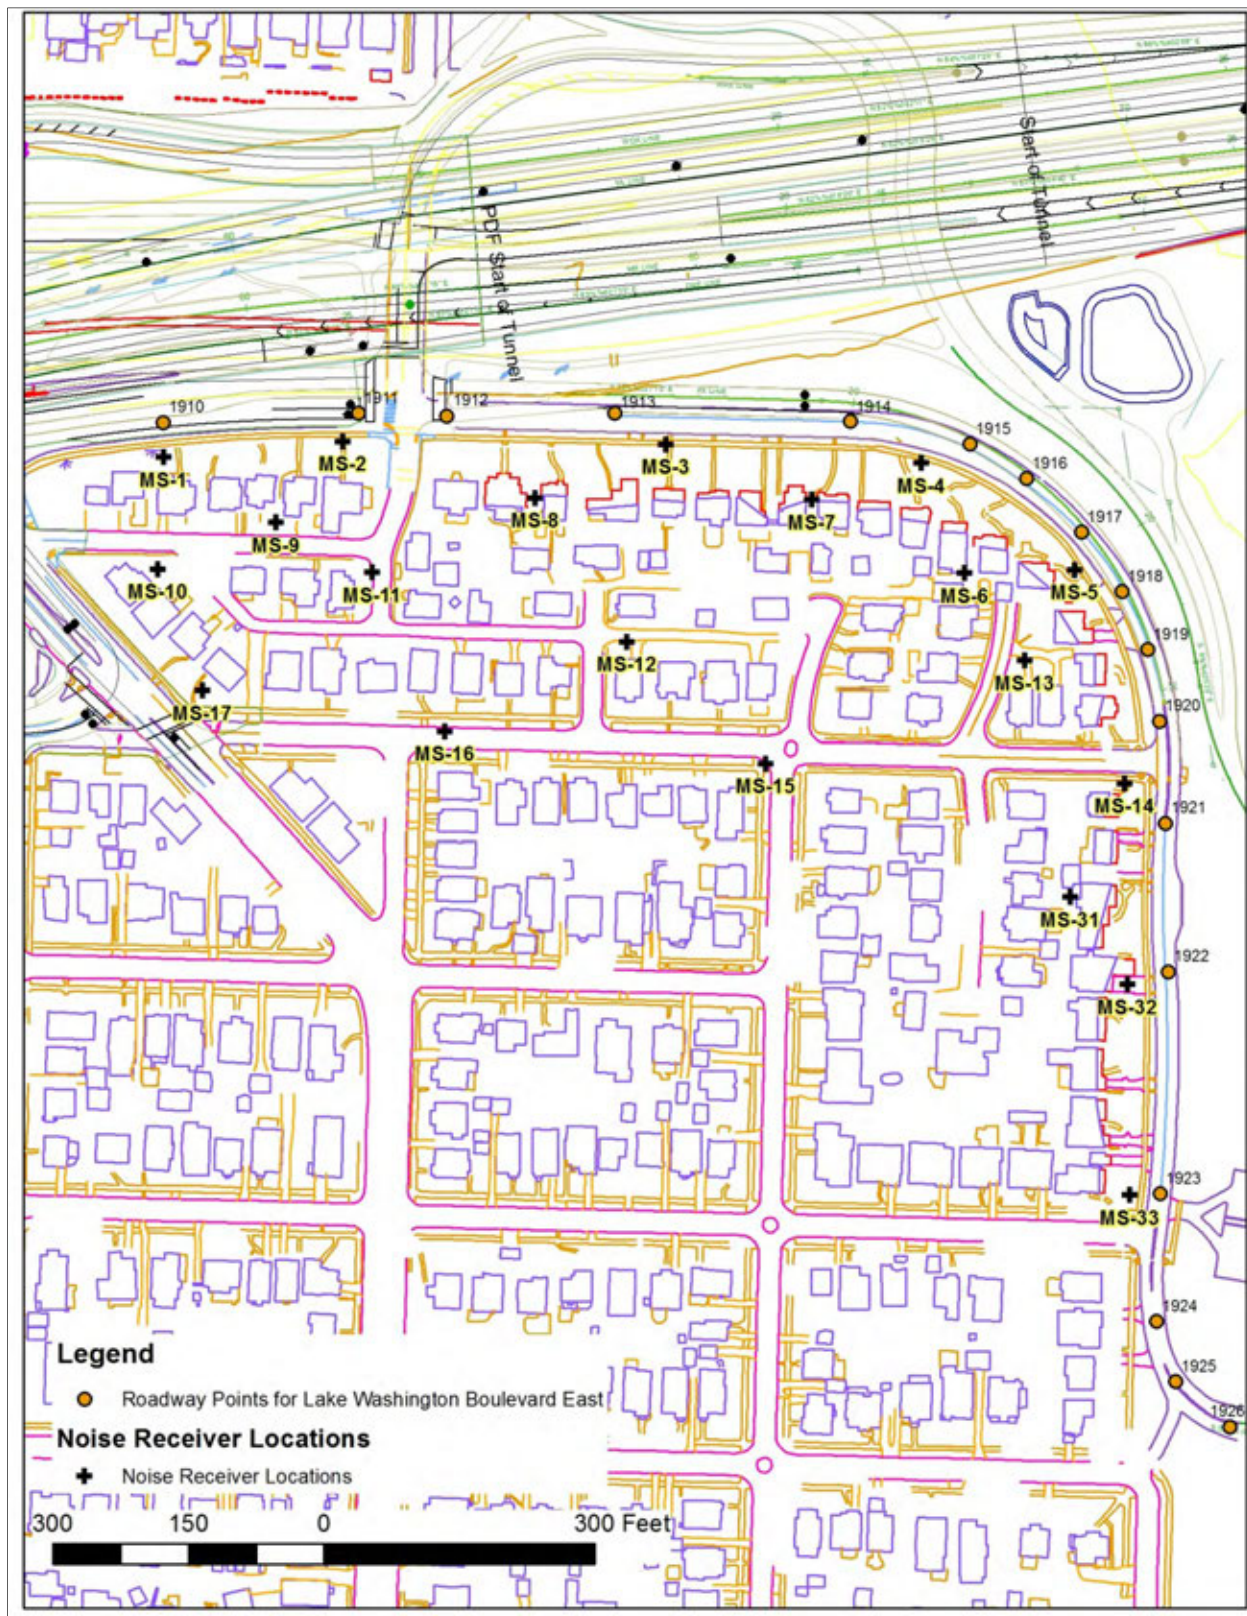 Start of Tunnel
PDF Start of Tunnel
1910
1911
1912
1913
1914
1915
1916
1917
1918
1919
1920
1921
1922
1923
1924
1925
1926
MS-1
MS-2
MS-3
MS-4
MS-8
MS-7
MS-9
MS-10
MS-11
MS-6
MS-5
MS-12
MS-13
MS-17
MS-16
MS-15
MS-14
MS-31
MS-32
MS-33
Legend
Roadway Points for Lake Washington Boulevard East
Noise Receiver Locations
Noise Receiver Locations
300 150 0 300 Feet